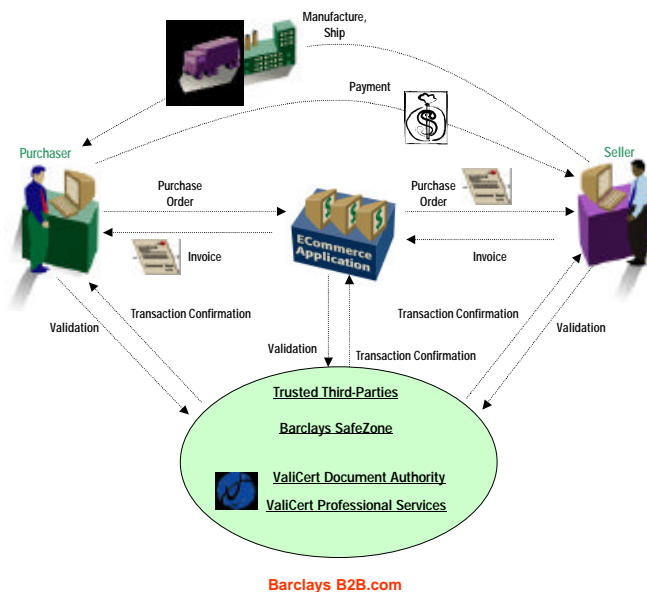 Manufacture,
Ship
Payment
Purchaser
Seller
Purchase
Order
Purchase
Order
Invoice
ECommerce
Application
Invoice
Validation
Transaction Confirmation
Validation
Transaction Confirmation
Transaction Confirmation
Validation
Trusted Third-Parties
Barclays SafeZone
ValiCert Document Authority
ValiCert Professional Services
Barclays B2B.com